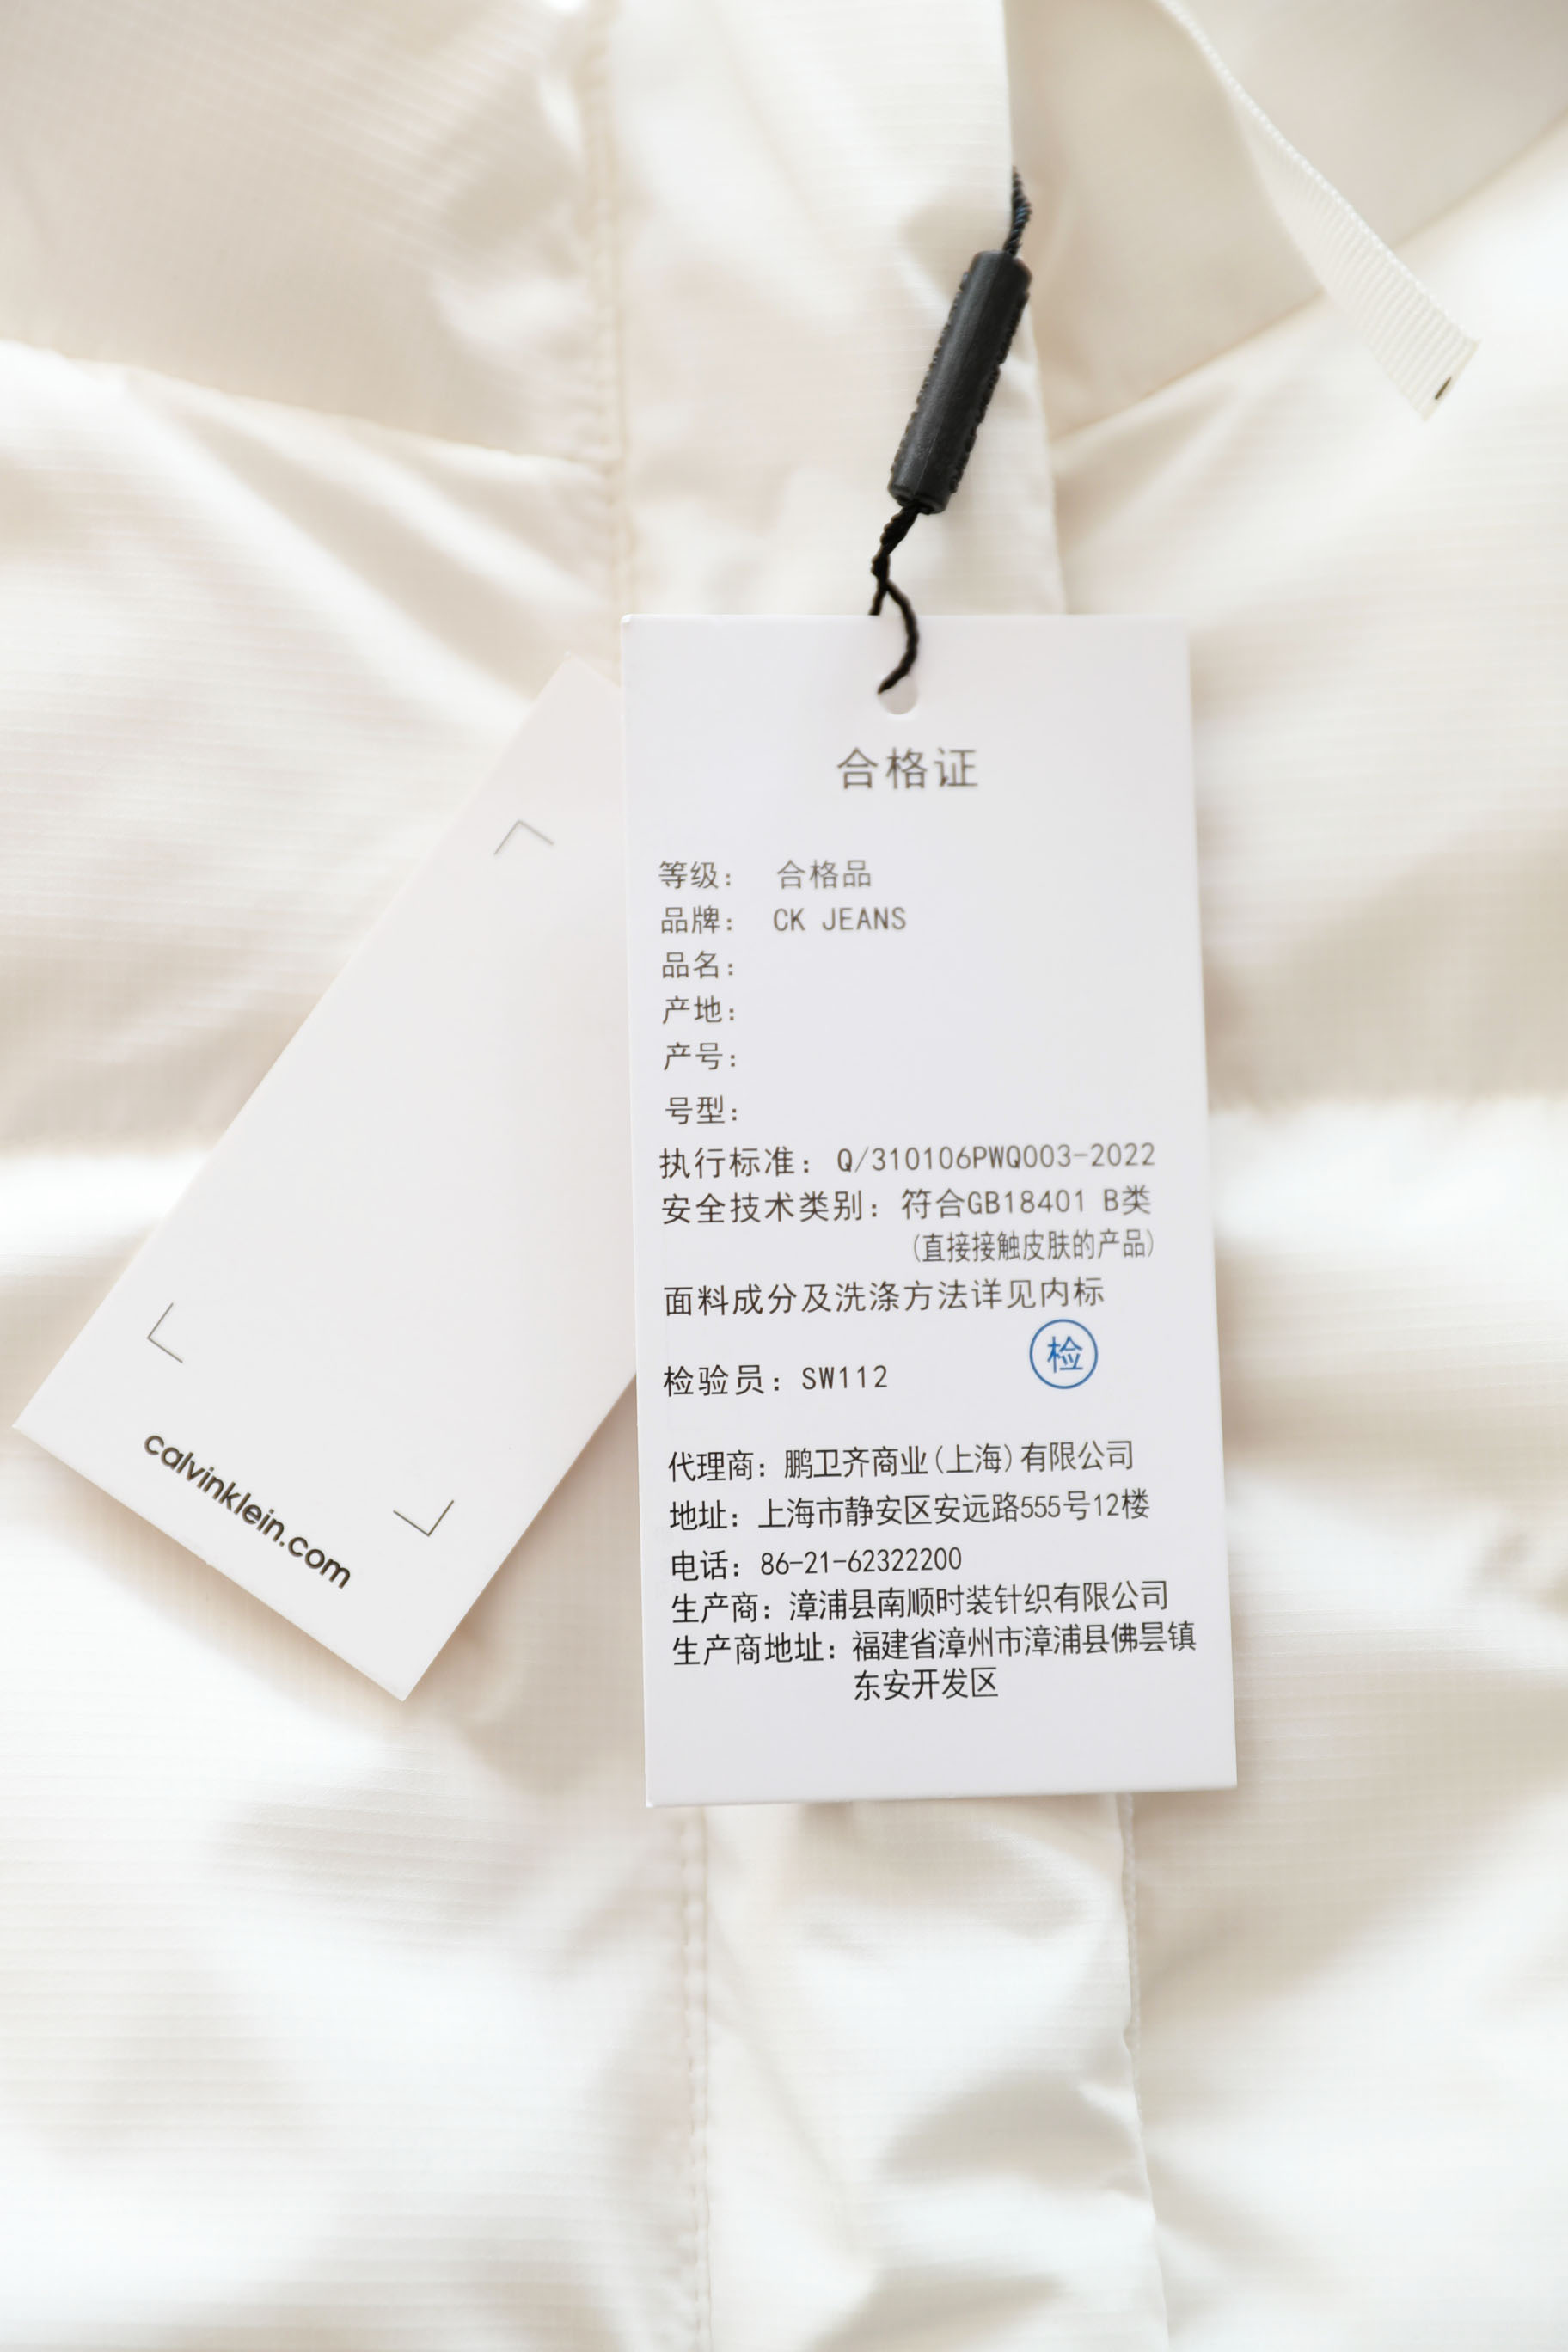 合格证
等级： 合格品
品牌： CK JEANS
品名：
产地：
产号：
号型：
执行标准：Q/310106PWQ003-2022
安全技术类别：符合GB18401 B类
(直接接触皮肤的产品)
面料成分及洗涤方法详见内标
检
检验员：SW112
代理商：鹏卫齐商业(上海)有限公司
地址：上海市静安区安远路555号12楼
电话：86-21-62322200
生产商：漳浦县南顺时装针织有限公司
生产商地址：福建省漳州市漳浦县佛昙镇
东安开发区
calvinklein.com